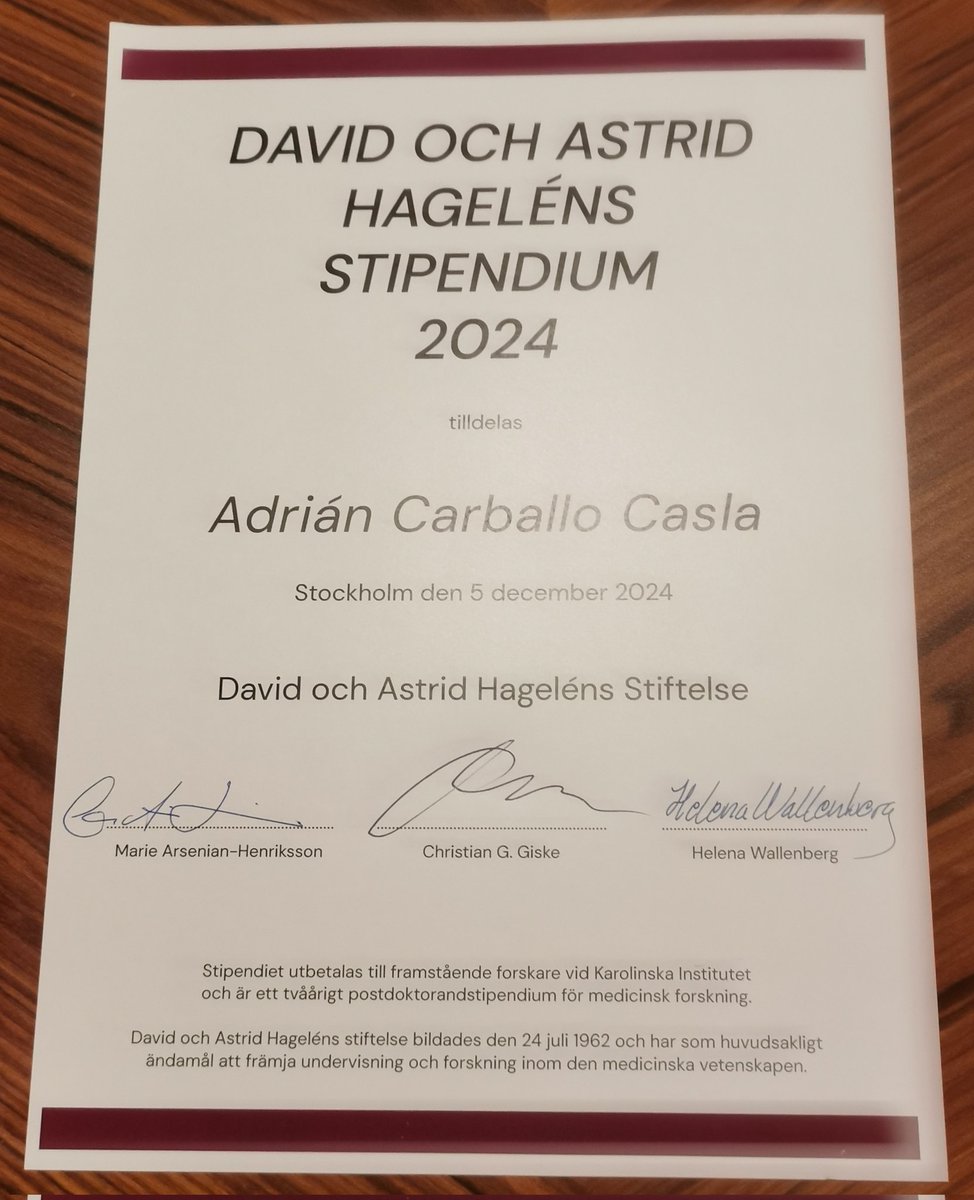 DAVID OCH ASTRID
HAGELÉNS
STIPENDIUM
2024
tilldelas
Adrián Carballo Casla
Stockholm den 5 december 2024
David och Astrid Hageléns Stiftelse
Helena Wallenberg
Marie Arsenian-Henriksson
Christian G. Giske
Helena Wallenberg
Stipendiet utbetalas till framstående forskare vid Karolinska Institutet
och är ett tvåårigt postdoktorandstipendium för medicinsk forskning.
David och Astrid Hageléns stiftelse bildades den 24 juli 1962 och har som huvudsakligt
ändamål att främja undervisning och forskning inom den medicinska vetenskapen.